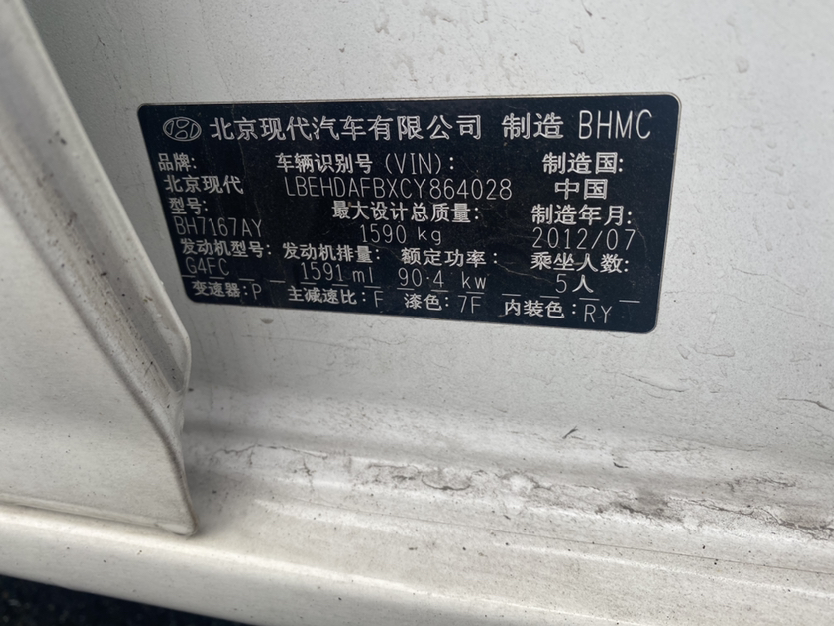 北京现代汽车有限公司 制造 BHMC
品牌: 车辆识别号 (VIN): 制造国:
北京现代 LBEHDAFBXCY864028 中国
型号: 最大设计总质量: 制造年月:
BH7167AY 1590 kg 2012/07
发动机型号: 发动机排量: 额定功率: 乘坐人数:
G4FC 1591 ml 90.4 kw 5人
变速器:P 主减速比:F 漆色:7F 内装色:RY